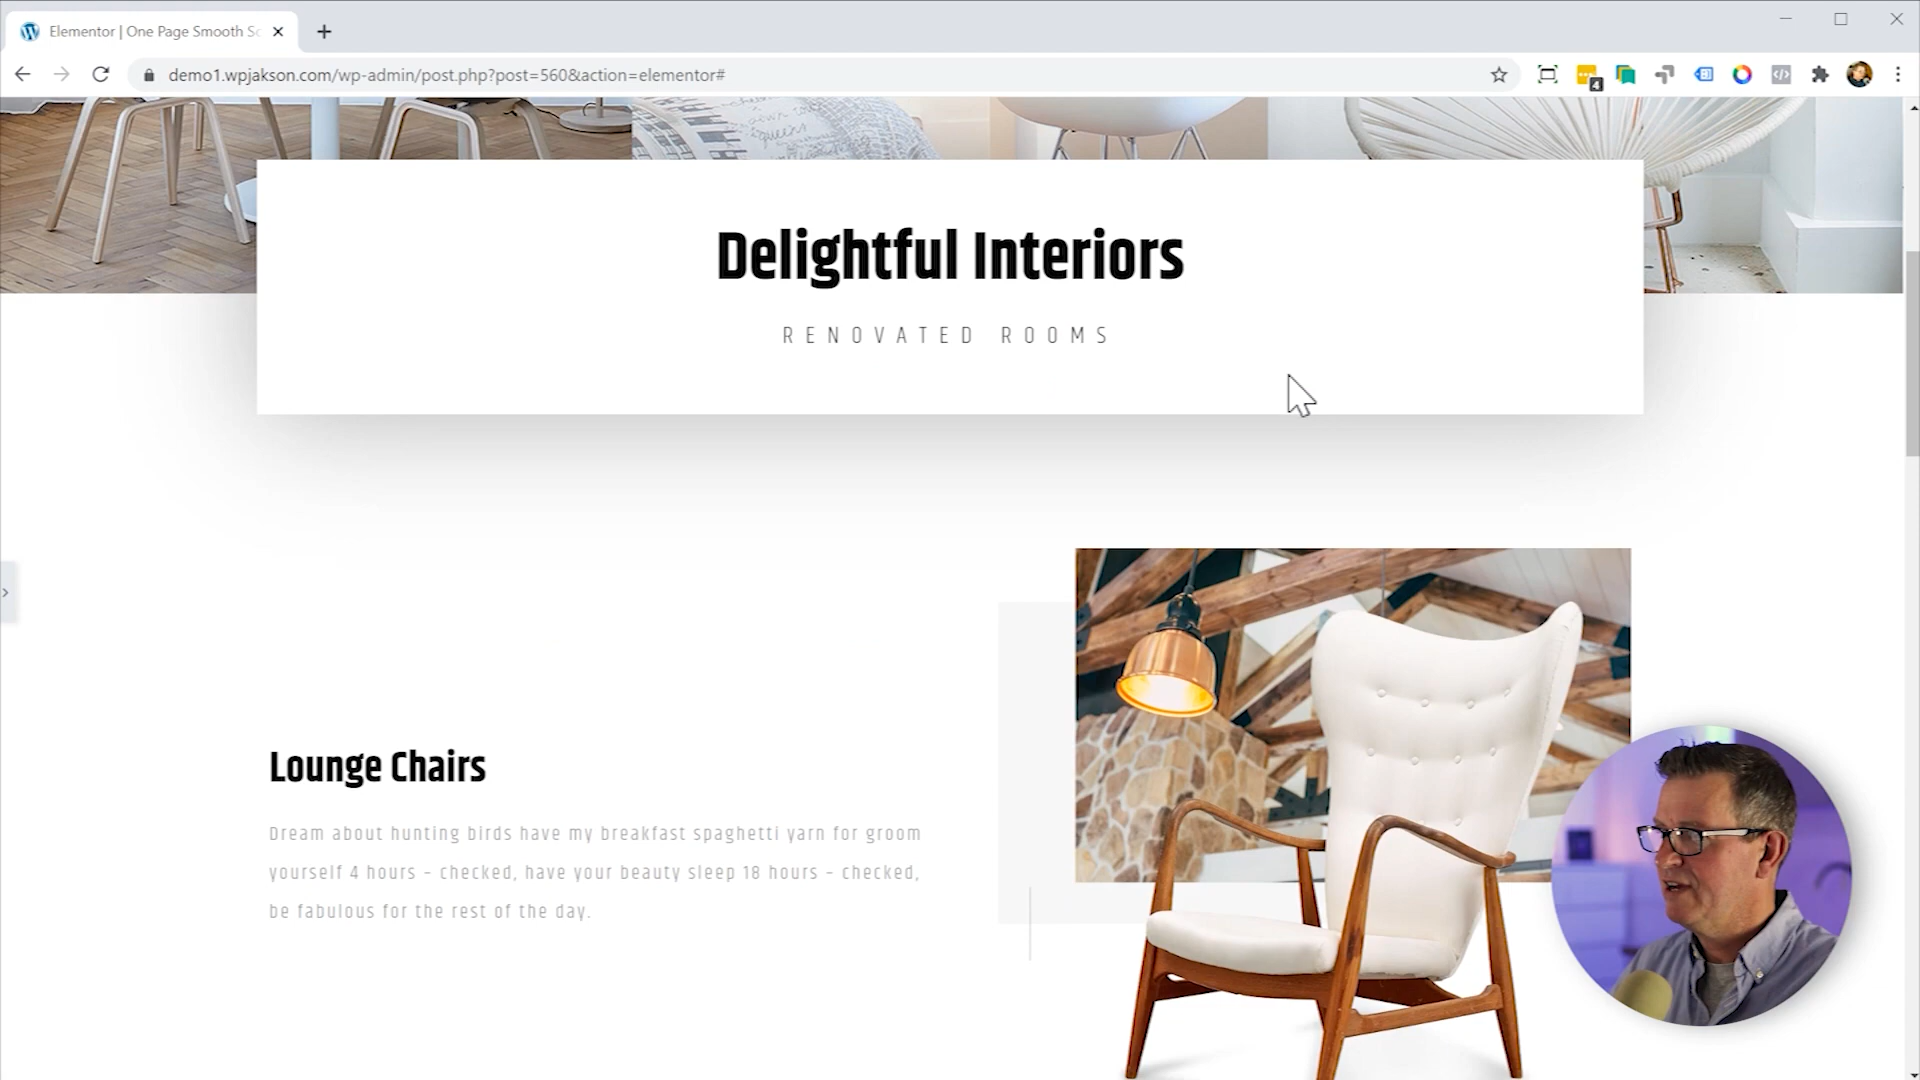 Elementor | One Page Smooth Sc
demo1.wpjakson.com/wp-admin/post.php?post=560&action=elementor#
4
Delightful Interiors
RENOVATED ROOMS
Lounge Chairs
Dream about hunting birds have my breakfast spaghetti yarn for groom
yourself 4 hours – checked, have your beauty sleep 18 hours – checked,
be fabulous for the rest of the day.